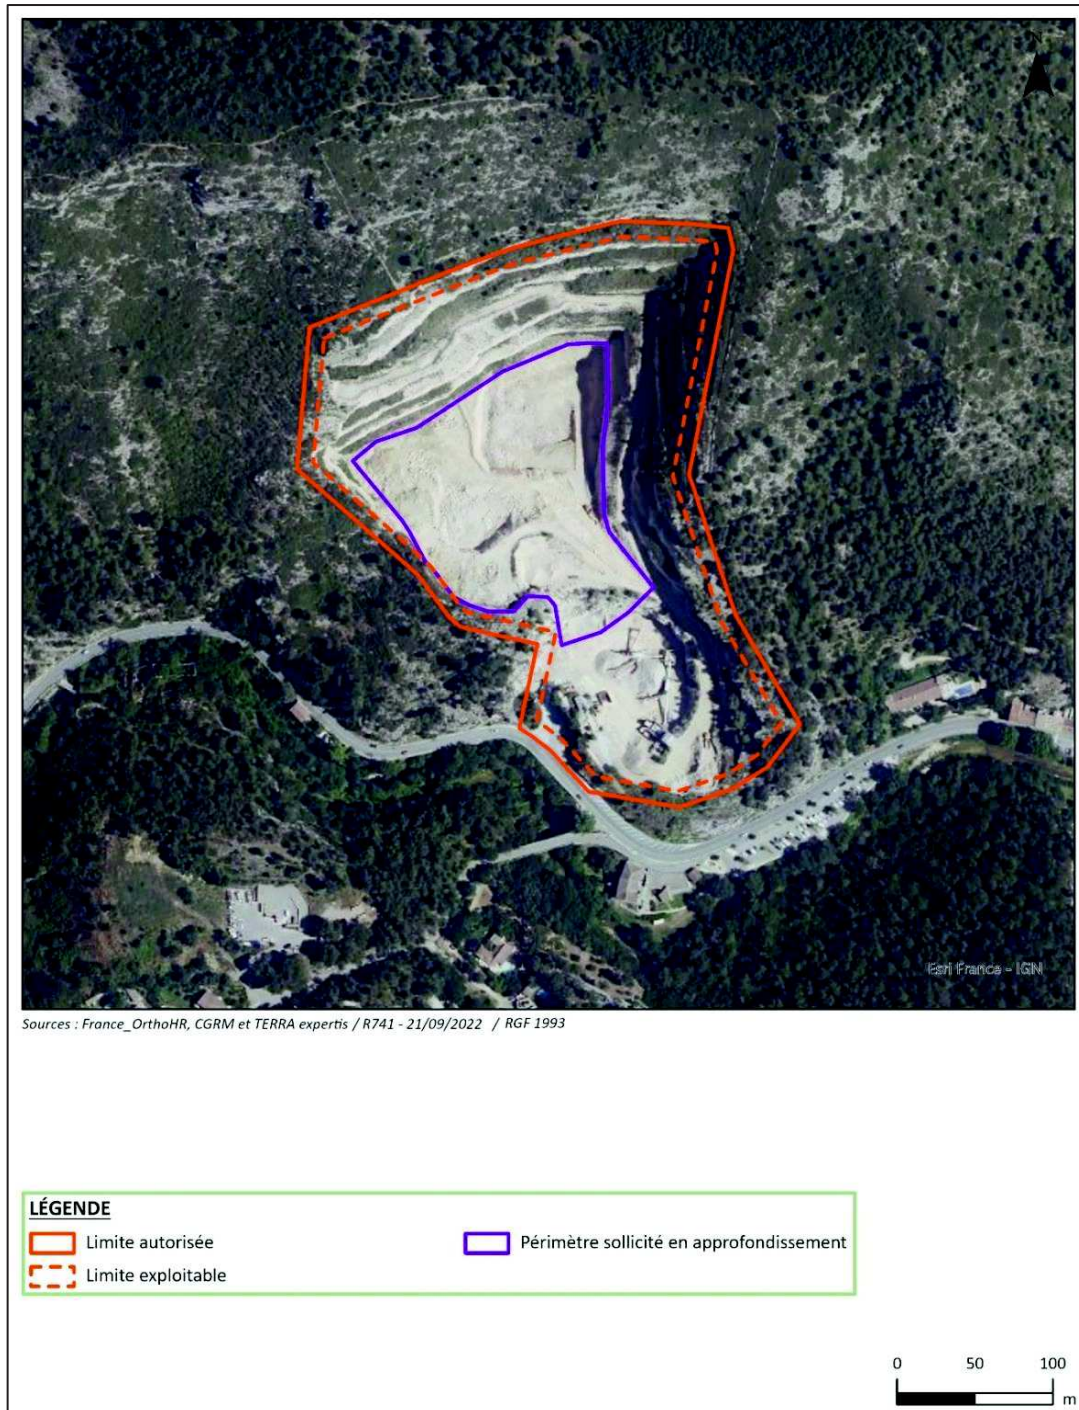 N
Esri France - IGN
Sources : France_OrthoHR, CGRM et TERRA expertis / R741 - 21/09/2022 / RGF 1993
LÉGENDE
Limite autorisée
Périmètre sollicité en approfondissement
Limite exploitable
0 50 100
m